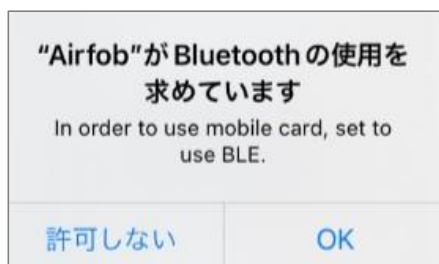 “Airfob”がBluetoothの使用を
求めています
In order to use mobile card, set to
use BLE.
許可しない
OK